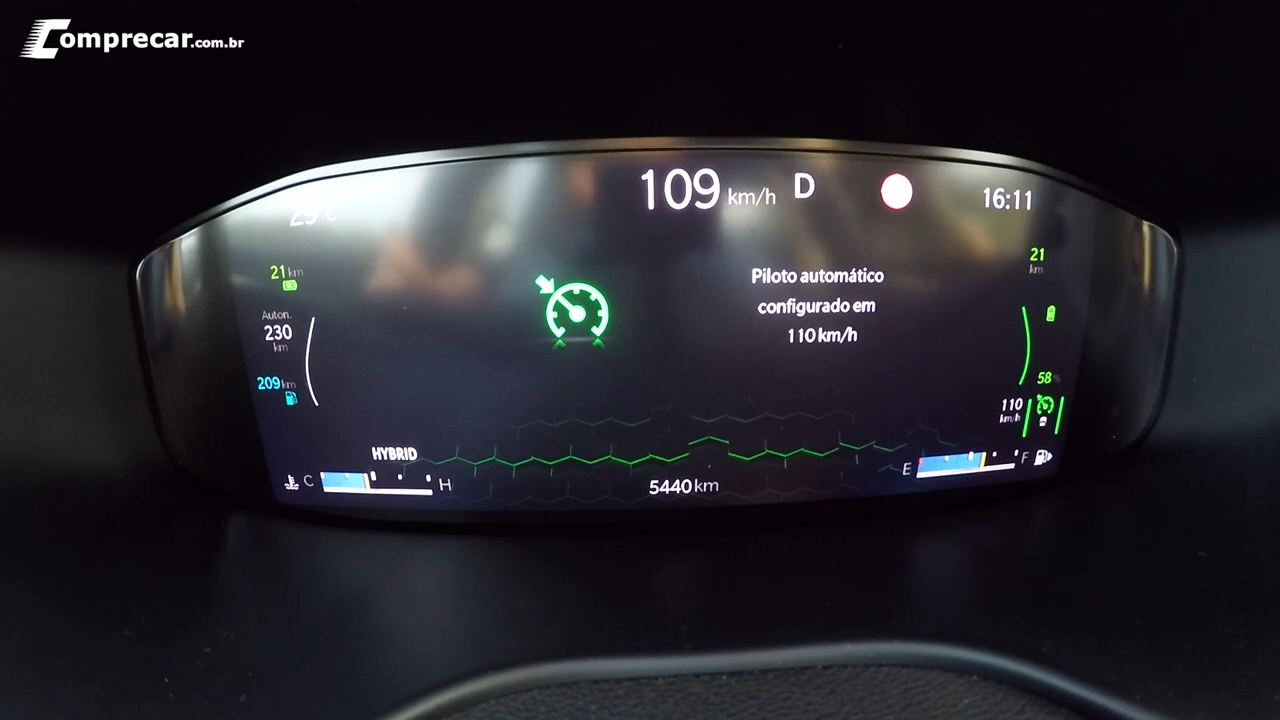 Comprecar.com.br
109 km/h D
16:11
21 km
Auton.
230
km
209 km
Piloto automático
configurado em
110 km/h
21
km
58
110
km/h
HYBRID
C H
5440 km
E F